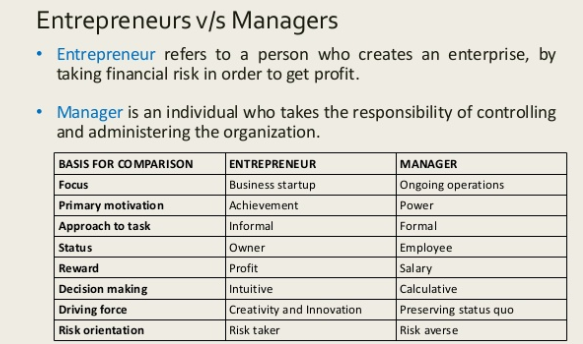 Entrepreneurs v/s Managers
• Entrepreneur refers to a person who creates an enterprise, by
taking financial risk in order to get profit.
• Manager is an individual who takes the responsibility of controlling
and administering the organization.
BASIS FOR COMPARISON ENTREPRENEUR MANAGER
Focus Business startup Ongoing operations
Primary motivation Achievement Power
Approach to task Informal Formal
Status Owner Employee
Reward Profit Salary
Decision making Intuitive Calculative
Driving force Creativity and Innovation Preserving status quo
Risk orientation Risk taker Risk averse